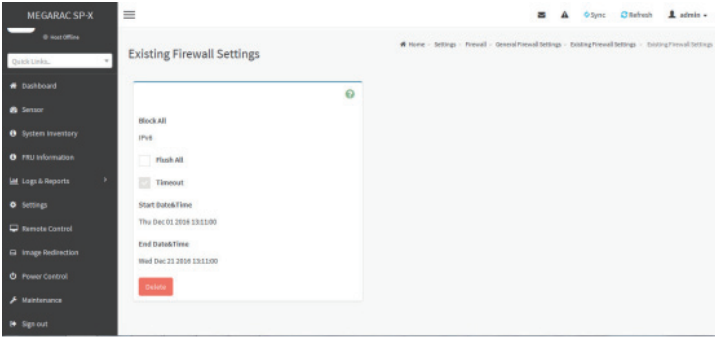 MEGARAC SP-X
Host Offline
Quick Links...
Dashboard
Sensor
System Inventory
FRU Information
Logs & Reports
Settings
Remote Control
Image Redirection
Power Control
Maintenance
Sign out
Sync
Refresh
admin
Existing Firewall Settings
Home - Settings - Firewall - General Firewall Settings - Existing Firewall Settings - Existing Firewall Settings
Block All
IPv6
Flush All
Timeout
Start Date&Time
Thu Dec 01 2016 13:11:00
End Date&Time
Wed Dec 21 2016 13:11:00
Delete